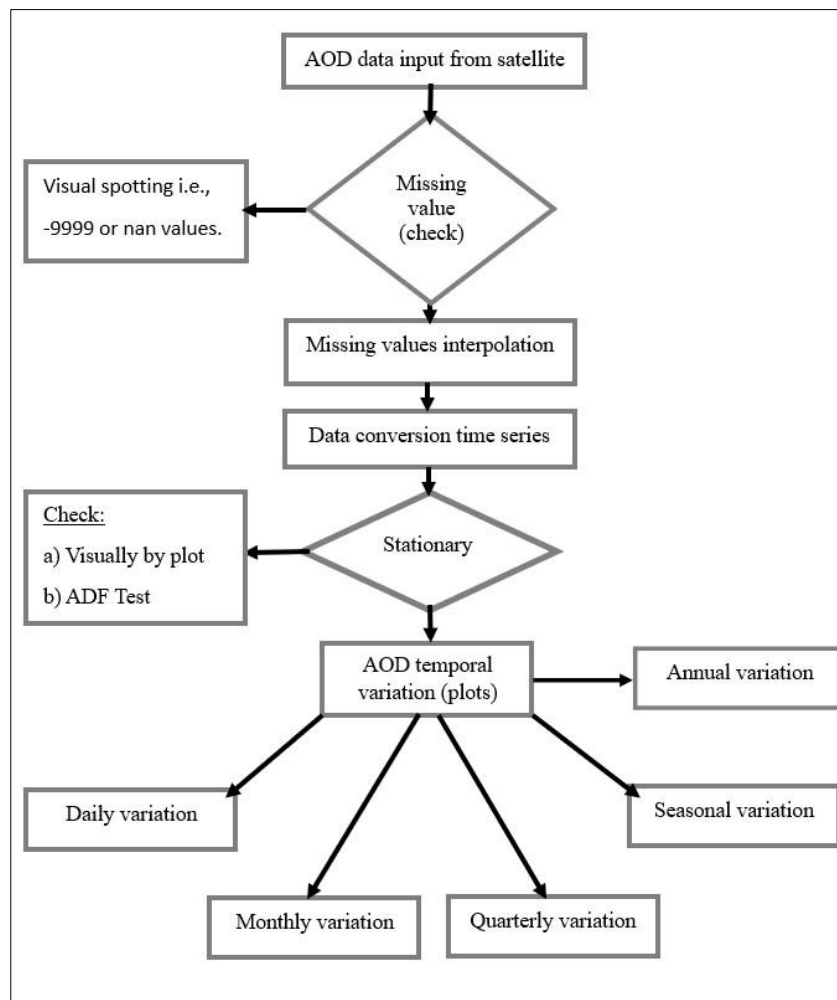 AOD data input from satellite
Visual spotting i.e.,
-9999 or nan values.
Missing
value
(check)
Missing values interpolation
Data conversion time series
Check:
a) Visually by plot
b) ADF Test
Stationary
AOD temporal
variation (plots)
Annual variation
Daily variation
Seasonal variation
Monthly variation
Quarterly variation